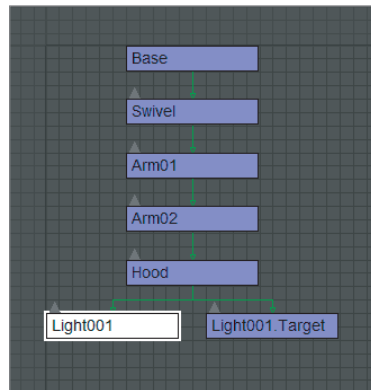 Base
Swivel
Arm01
Arm02
Hood
Light001
Light001.Target